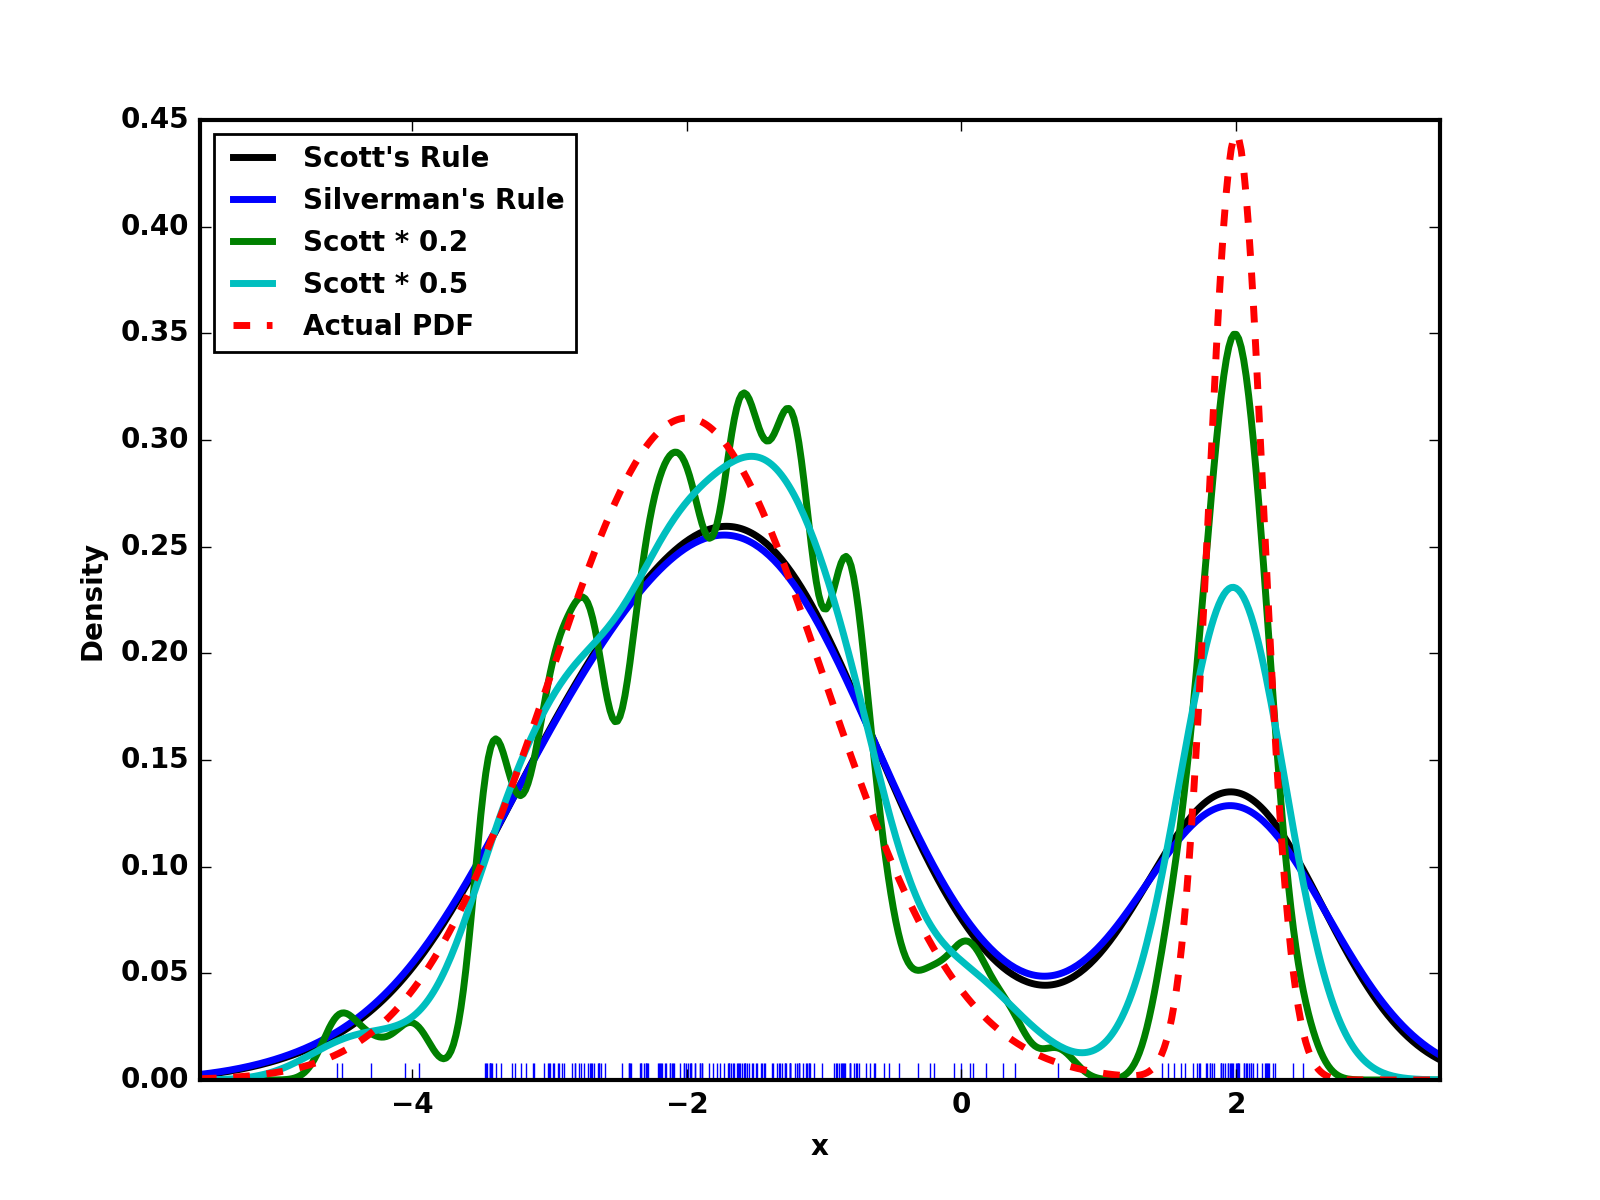 0.45
0.40
0.35
0.30
0.25
0.20
0.15
0.10
0.05
0.00
Density
Scott's Rule
Silverman's Rule
Scott * 0.2
Scott * 0.5
Actual PDF
−4 −2 0 2
x